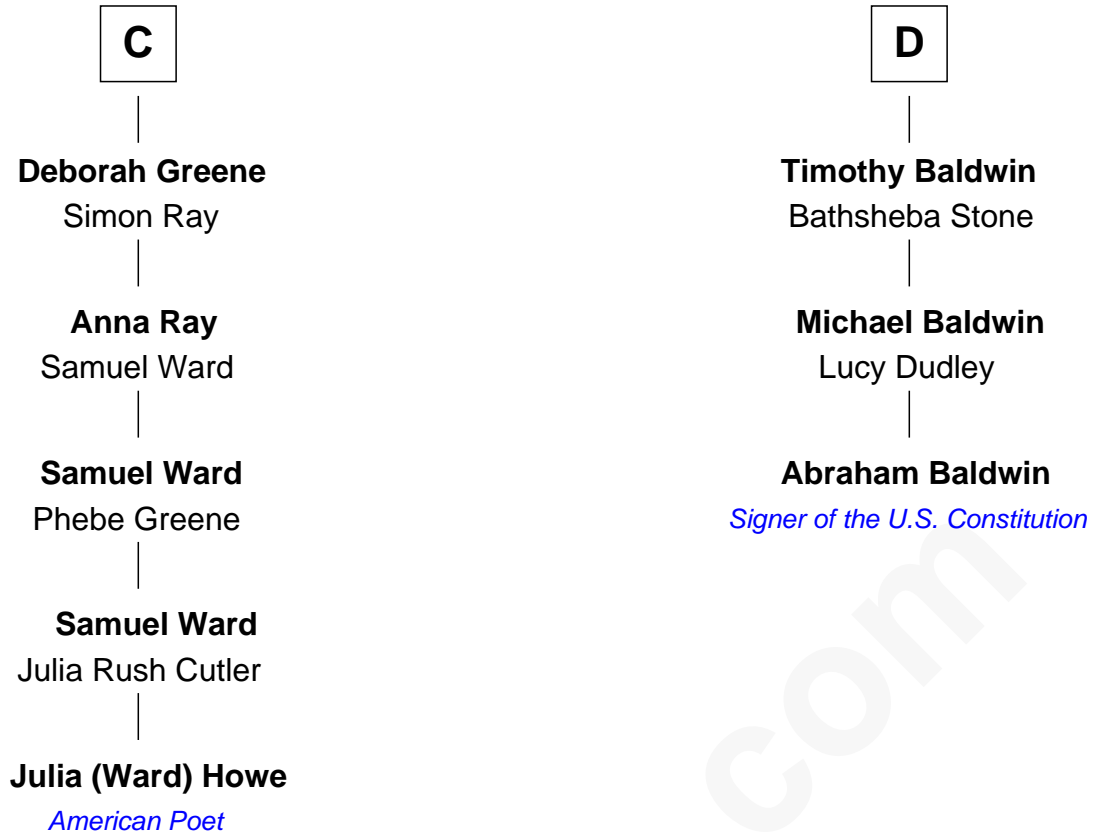 C
Deborah Greene
Simon Ray
Anna Ray
Samuel Ward
Samuel Ward
Phebe Greene
Samuel Ward
Julia Rush Cutler
Julia (Ward) Howe
American Poet
D
Timothy Baldwin
Bathsheba Stone
Michael Baldwin
Lucy Dudley
Abraham Baldwin
Signer of the U.S. Constitution
com